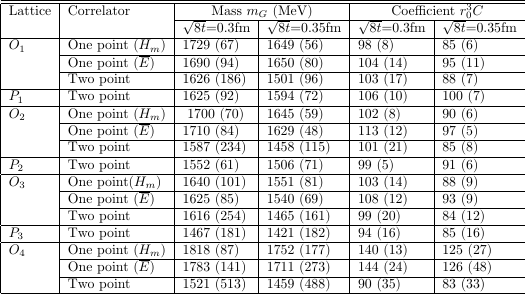 Lattice Correlator Mass m_G (MeV) Coefficient r_0^3 C
√8t=0.3fm √8t=0.35fm √8t=0.3fm √8t=0.35fm
O_1 One point (H_m) 1729 (67) 1649 (56) 98 (8) 85 (6)
One point (E̅) 1690 (94) 1650 (80) 104 (14) 95 (11)
Two point 1626 (186) 1501 (96) 103 (17) 88 (7)
P_1 Two point 1625 (92) 1594 (72) 106 (10) 100 (7)
O_2 One point (H_m) 1700 (70) 1645 (59) 102 (8) 90 (6)
One point (E̅) 1710 (84) 1629 (48) 113 (12) 97 (5)
Two point 1587 (234) 1458 (115) 101 (21) 85 (8)
P_2 Two point 1552 (61) 1506 (71) 99 (5) 91 (6)
O_3 One point(H_m) 1640 (101) 1551 (81) 103 (14) 88 (9)
One point (E̅) 1625 (85) 1540 (69) 108 (12) 93 (9)
Two point 1616 (254) 1465 (161) 99 (20) 84 (12)
P_3 Two point 1467 (181) 1421 (182) 94 (16) 85 (16)
O_4 One point (H_m) 1818 (87) 1752 (177) 140 (13) 125 (27)
One point (E̅) 1783 (141) 1711 (273) 144 (24) 126 (48)
Two point 1521 (513) 1459 (488) 90 (35) 83 (33)